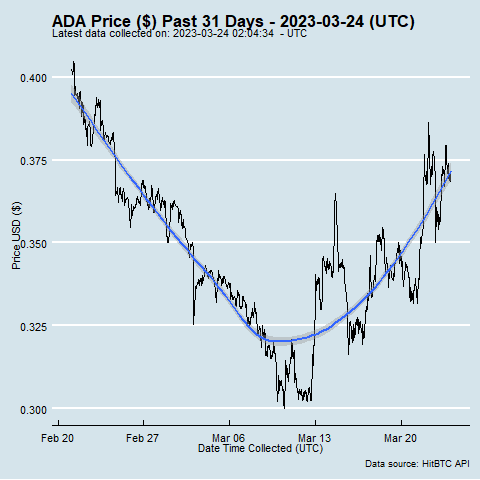 ADA Price ($) Past 31 Days - 2023-03-24 (UTC)
Latest data collected on: 2023-03-24 02:04:34 - UTC
0.400
0.375
0.350
0.325
0.300
Price USD ($)
Feb 20 Feb 27 Mar 06 Mar 13 Mar 20
Date Time Collected (UTC)
Data source: HitBTC API